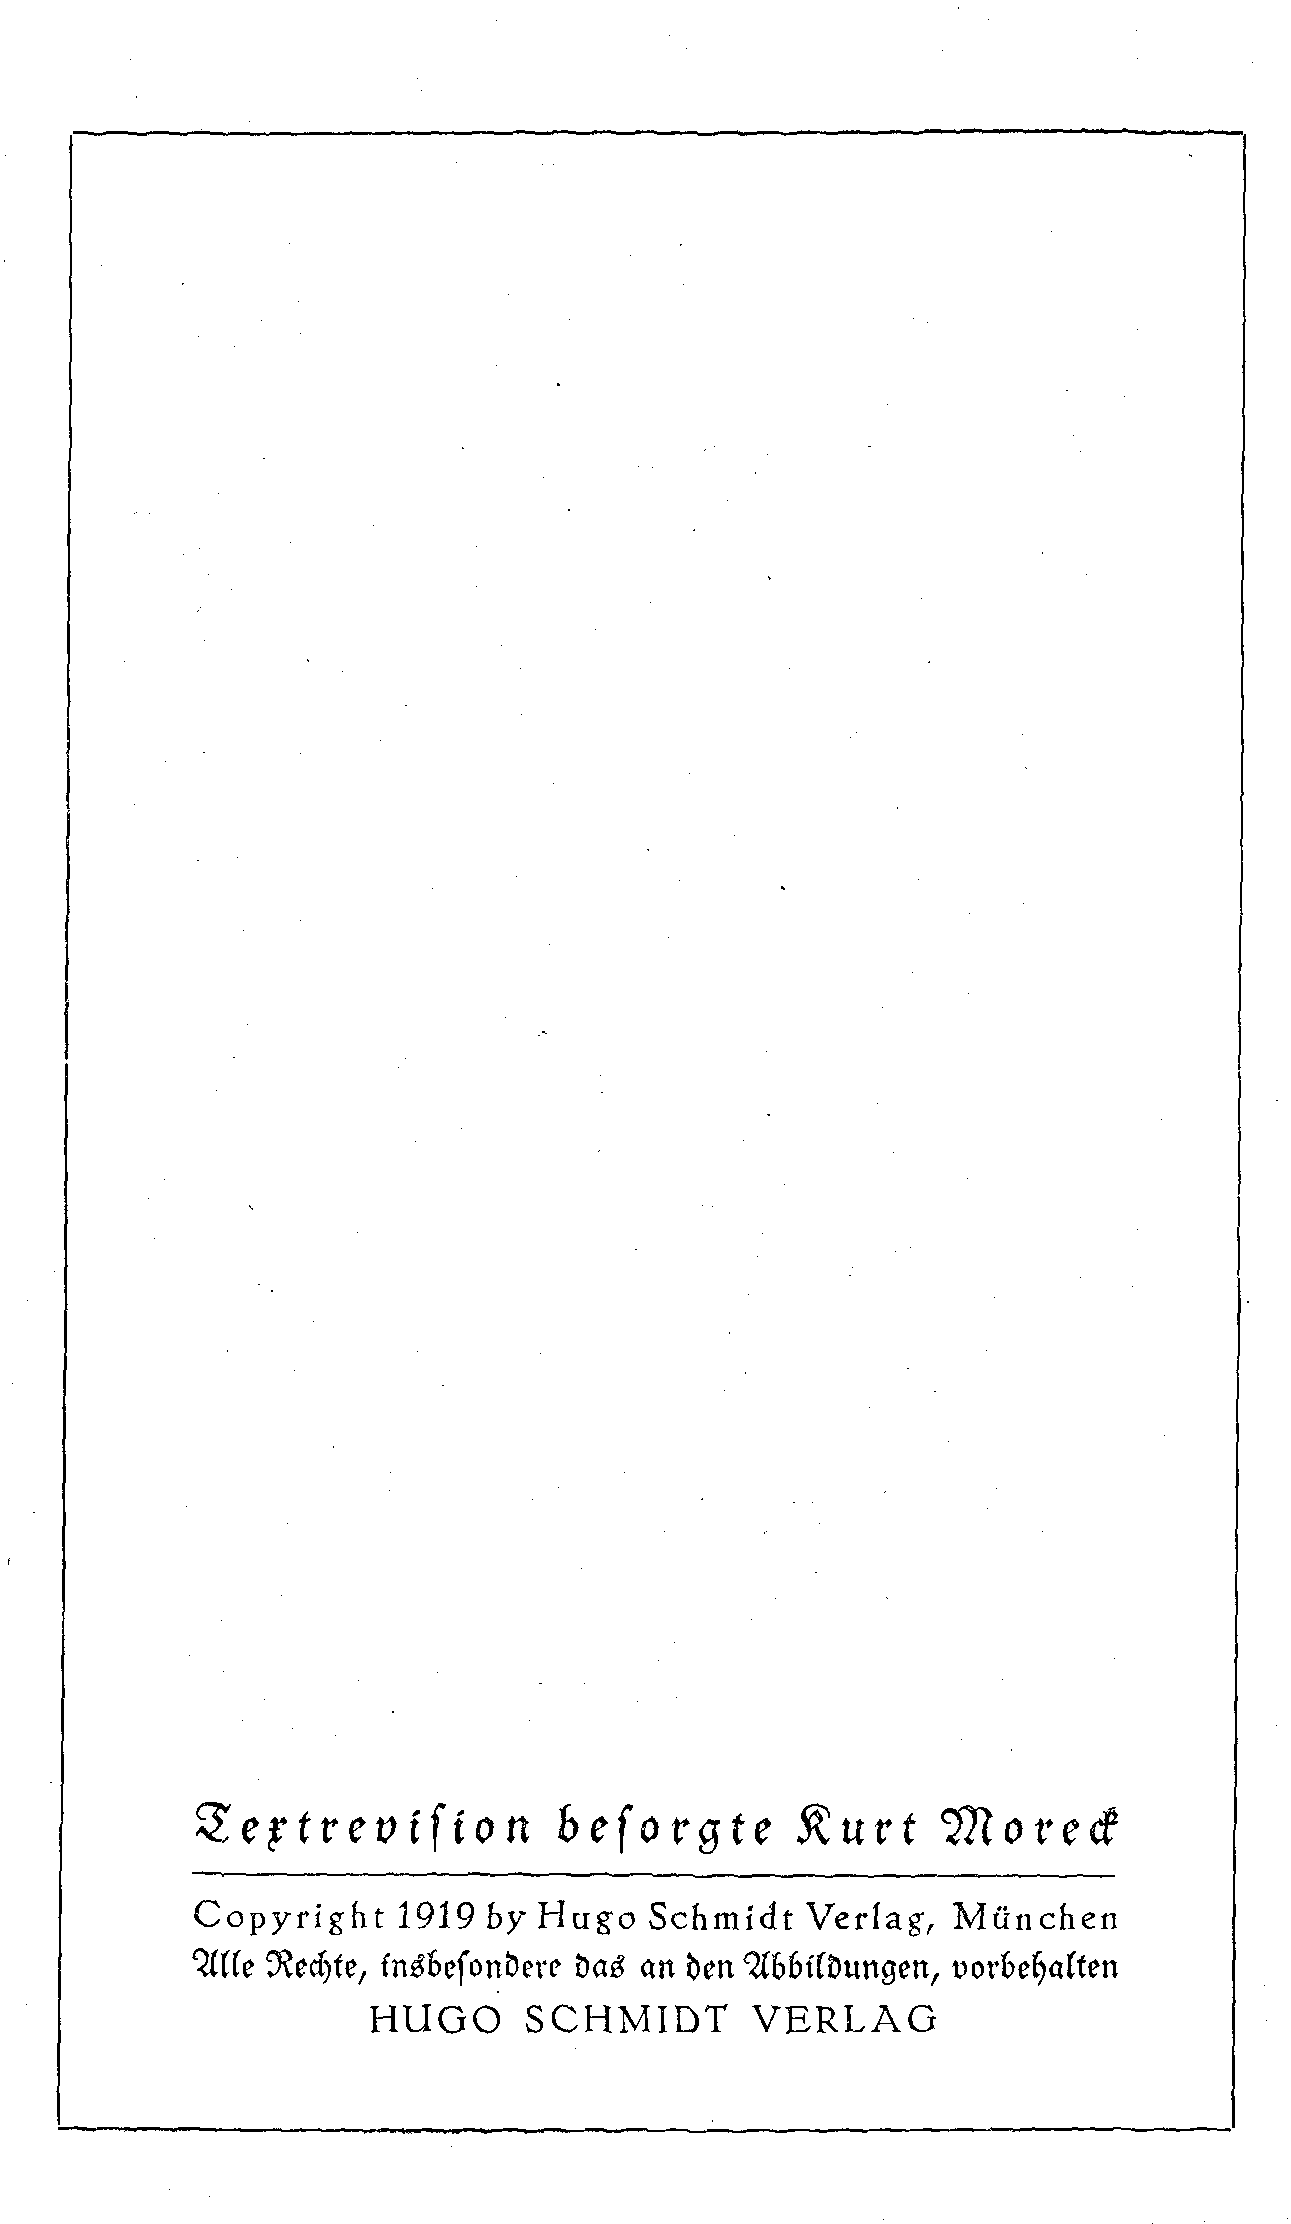 Textrevision besorgte Kurt Moreck
Copyright 1919 by Hugo Schmidt Verlag, München
Alle Rechte, insbesondere das an den Abbildungen, vorbehalten
HUGO SCHMIDT VERLAG